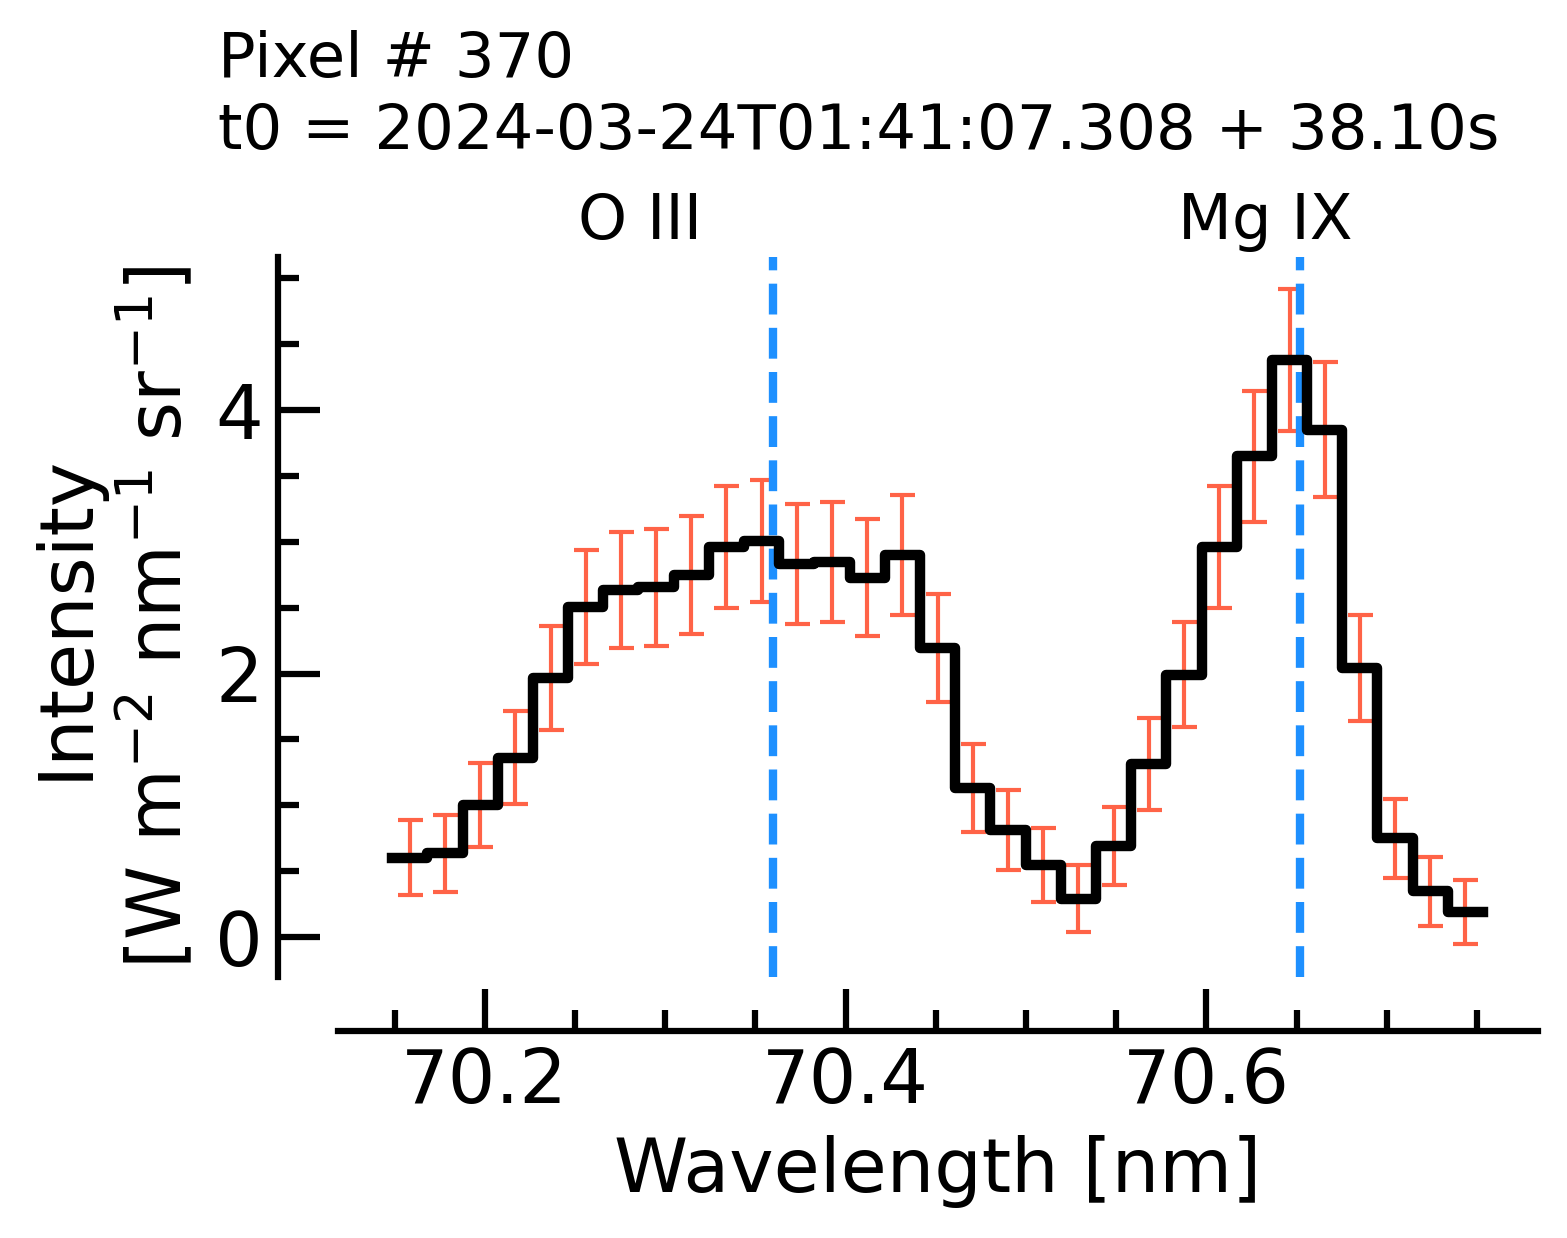 Pixel # 370
t0 = 2024-03-24T01:41:07.308 + 38.10s
O III Mg IX
Intensity
[W m⁻² nm⁻¹ sr⁻¹]
4
2
0
70.2 70.4 70.6
Wavelength [nm]